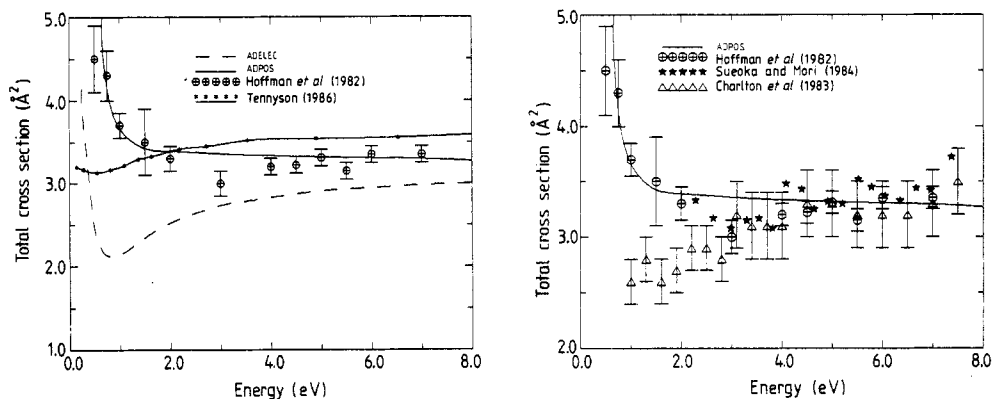 5.0
4.0
3.0
2.0
1.0
Total cross section (Å²)
ADELEC
ADPOS
Hoffman et al (1982)
Tennyson (1986)
0.0 2.0 4.0 6.0 8.0
Energy (eV)
5.0
4.0
3.0
2.0
Total cross section (Å²)
ADPOS
Hoffman et al (1982)
Sueoka and Mori (1984)
Charlton et al (1983)
0.0 2.0 4.0 6.0 8.0
Energy (eV)